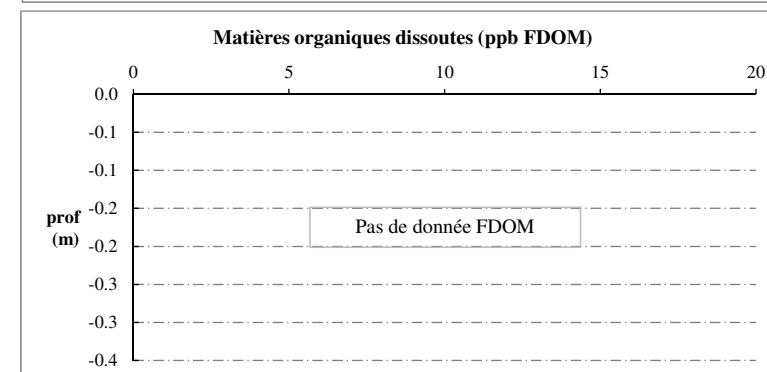 Matières organiques dissoutes (ppb FDOM)
0 5 10 15 20
0.0
-0.1
-0.1
-0.2
prof
(m)
Pas de donnée FDOM
-0.2
-0.3
-0.3
-0.4